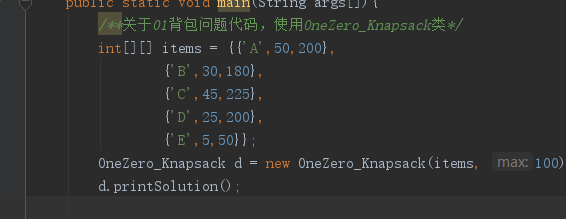 public static void main(String args[]){
/**关于01背包问题代码，使用OneZero_Knapsack类*/
int[][] items = {{'A',50,200},
{'B',30,180},
{'C',45,225},
{'D',25,200},
{'E',5,50}};
OneZero_Knapsack d = new OneZero_Knapsack(items, max: 100)
d.printSolution();